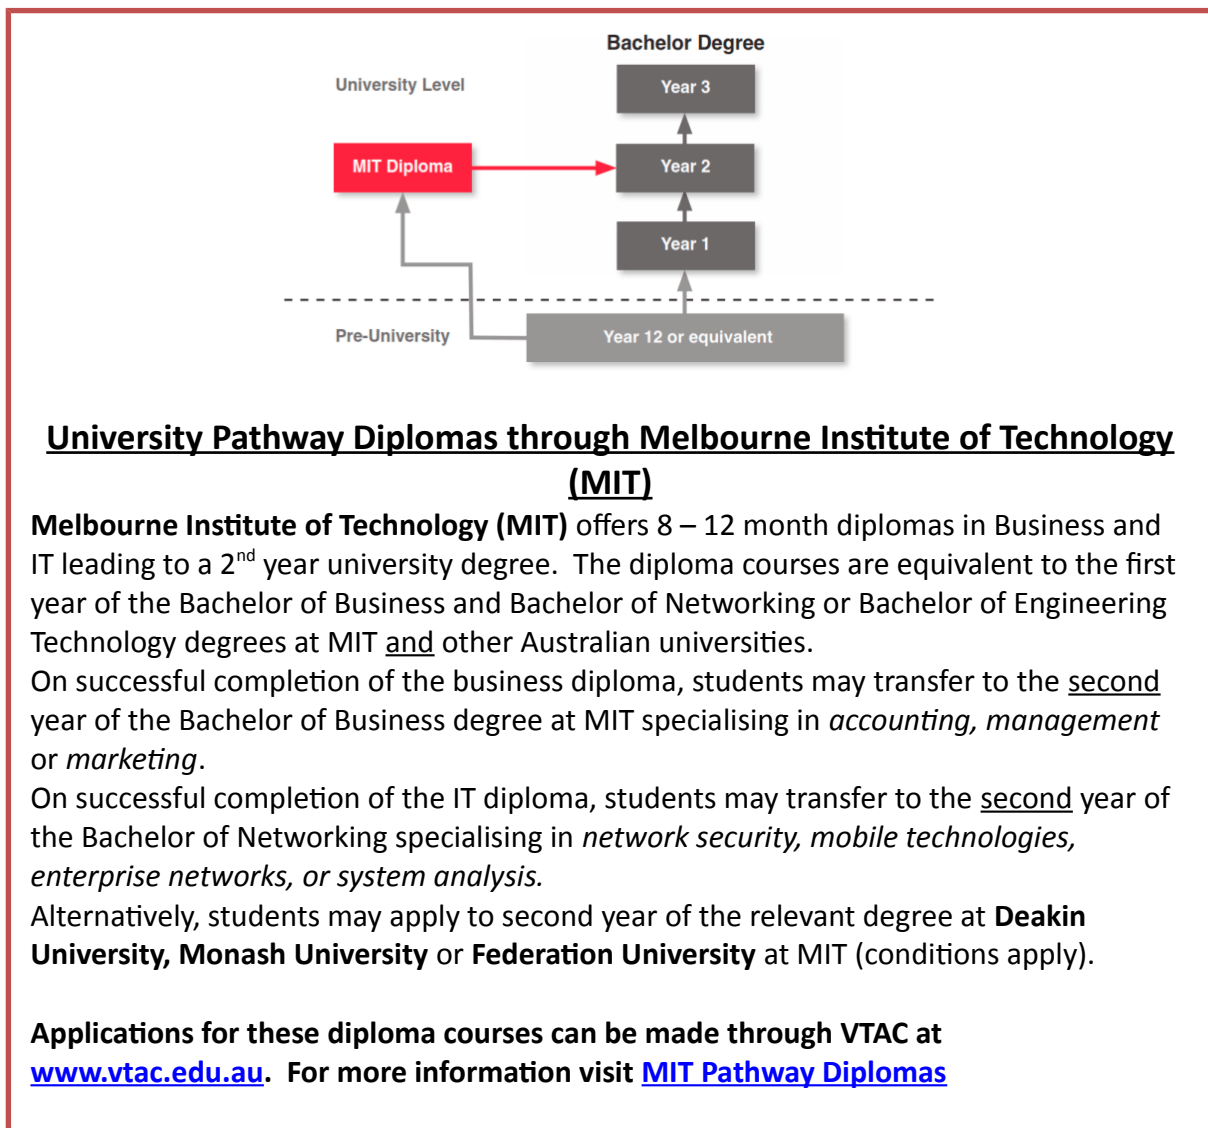 Bachelor Degree
University Level
Year 3
MIT Diploma
Year 2
Year 1
Pre-University
Year 12 or equivalent
University Pathway Diplomas through Melbourne Institute of Technology
(MIT)
Melbourne Institute of Technology (MIT) offers 8 – 12 month diplomas in Business and
IT leading to a 2nd year university degree.  The diploma courses are equivalent to the first
year of the Bachelor of Business and Bachelor of Networking or Bachelor of Engineering
Technology degrees at MIT and other Australian universities.
On successful completion of the business diploma, students may transfer to the second
year of the Bachelor of Business degree at MIT specialising in accounting, management
or marketing.
On successful completion of the IT diploma, students may transfer to the second year of
the Bachelor of Networking specialising in network security, mobile technologies,
enterprise networks, or system analysis.
Alternatively, students may apply to second year of the relevant degree at Deakin
University, Monash University or Federation University at MIT (conditions apply).
Applications for these diploma courses can be made through VTAC at
www.vtac.edu.au.  For more information visit MIT Pathway Diplomas